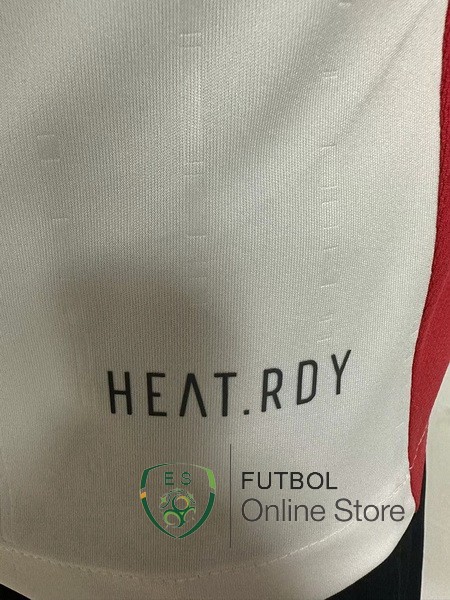 HEAT.RDY
ES
FUTBOL
Online Store